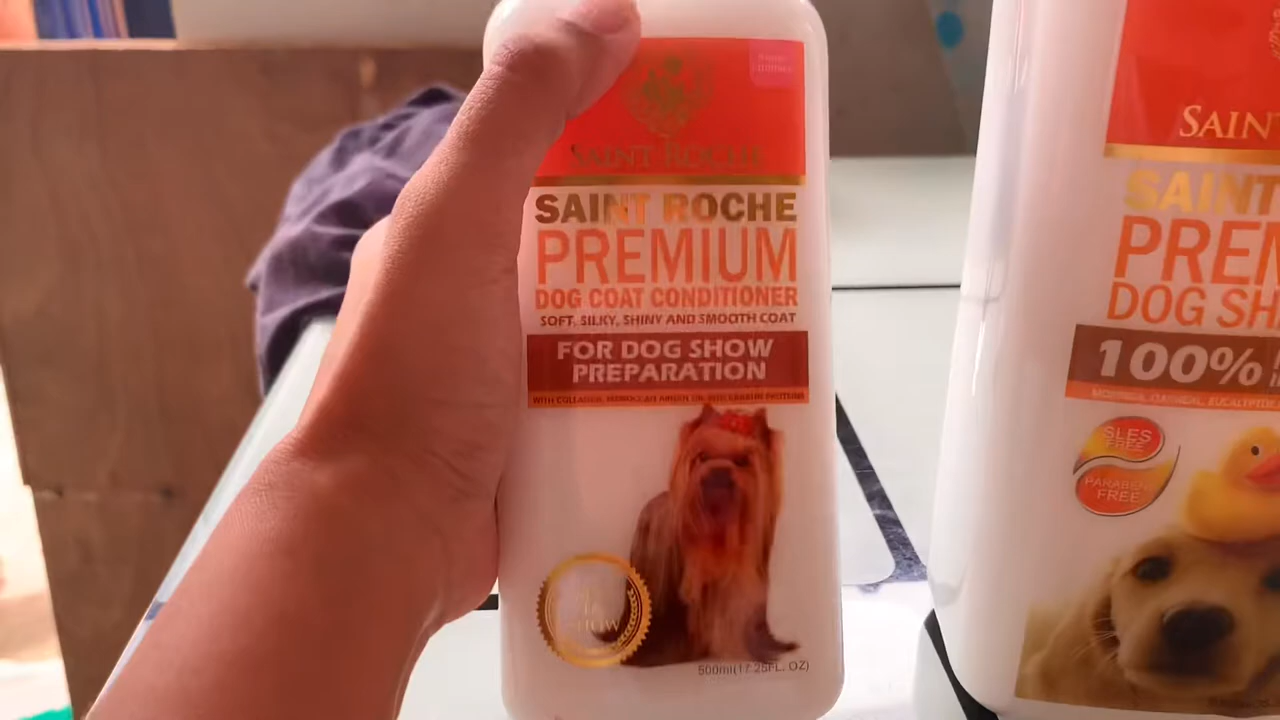 SAINT ROCHE
SAINT ROCHE
PREMIUM
DOG COAT CONDITIONER
SOFT, SILKY, SHINY AND SMOOTH COAT
FOR DOG SHOW
PREPARATION
500ml(17.25FL. OZ)
SAIN
SAINT
PREM
DOG SH
100%
SLES
FREE
PARABEN
FREE